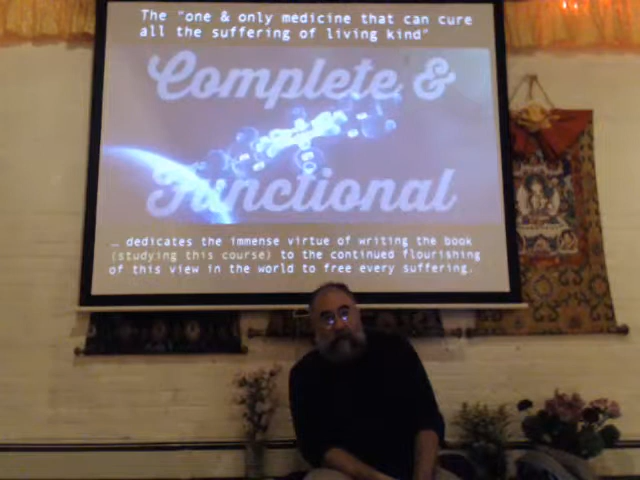 The "one & only medicine that can cure
all the suffering of living kind"
Complete &
Functional
… dedicates the immense virtue of writing the book
(studying this course) to the continued flourishing
of this view in the world to free every suffering.